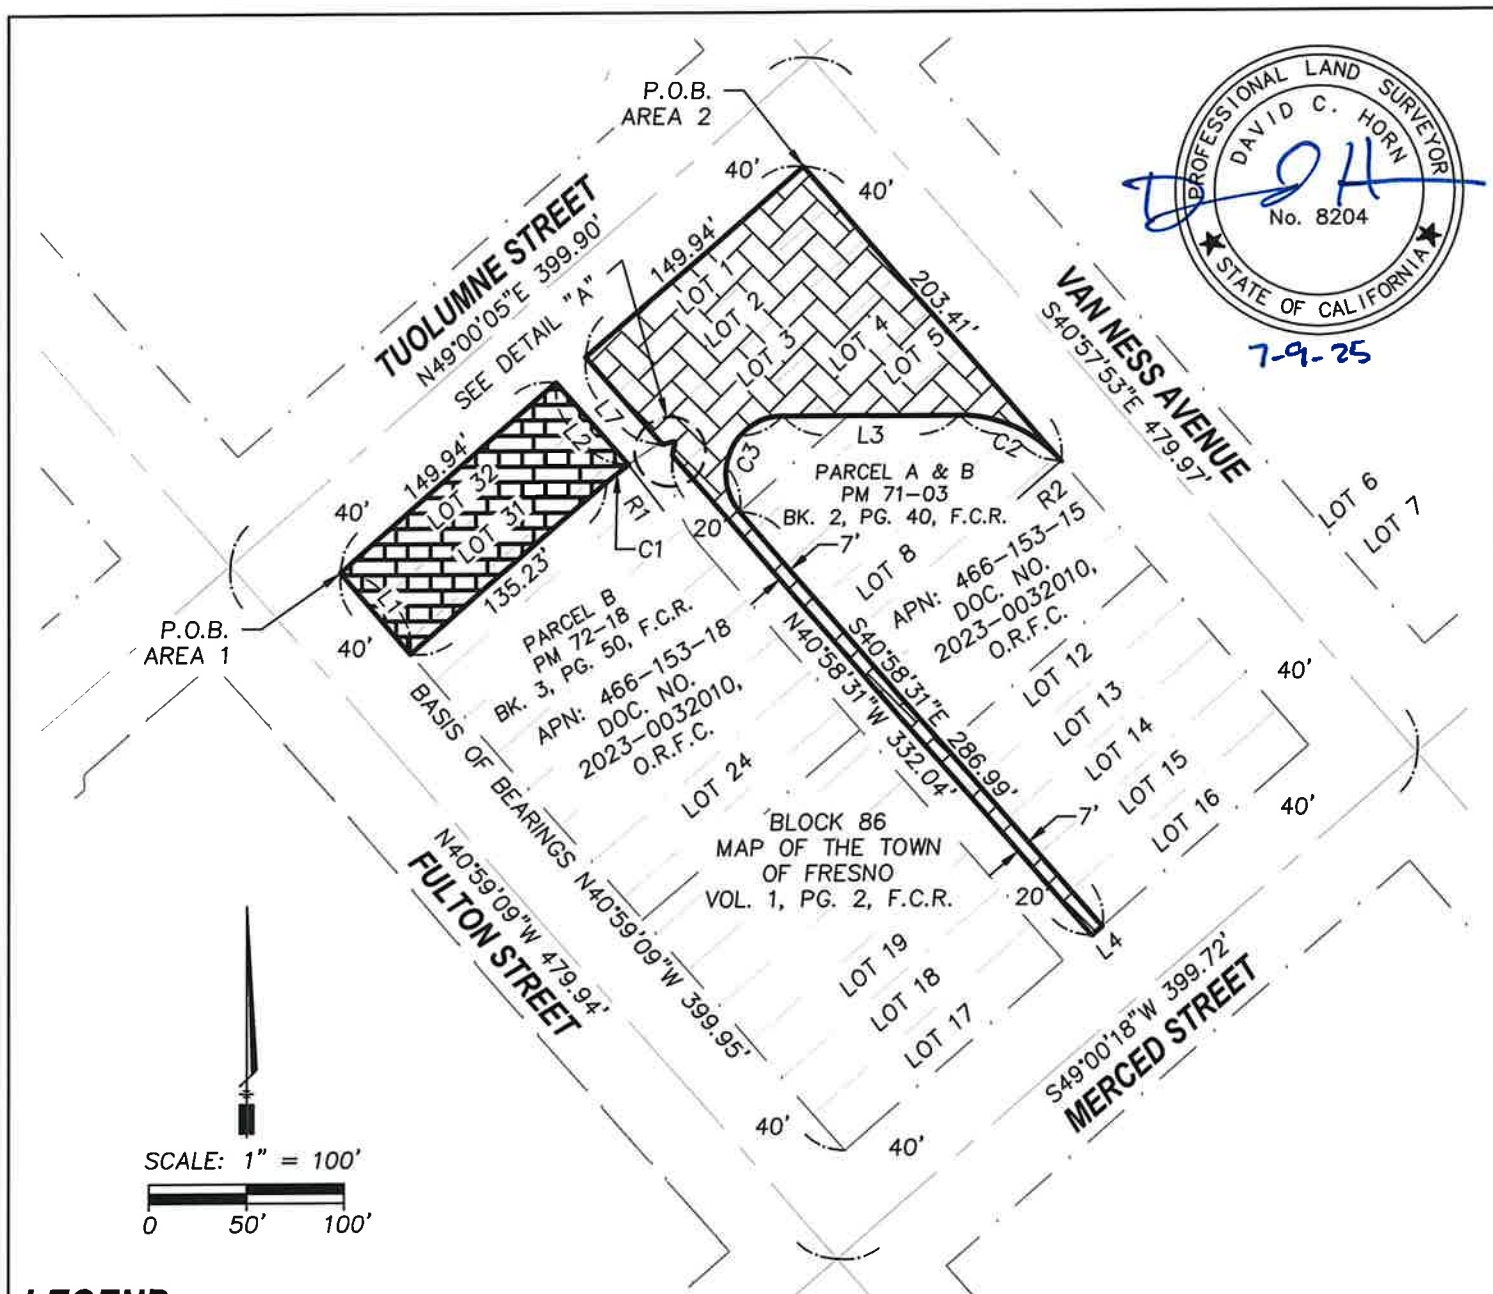 PROFESSIONAL LAND SURVEYOR
DAVID C. HORN
No. 8204
STATE OF CALIFORNIA
7-9-25
P.O.B.
AREA 2
40'
40'
TUOLUMNE STREET
N49°00'05"E 399.90'
SEE DETAIL "A"
149.94'
203.41'
VAN NESS AVENUE
S40°57'53"E 479.97'
LOT 1
LOT 2
LOT 3
LOT 4
LOT 5
LOT 6
LOT 7
L7
L2
L3
C3
C2
149.94'
LOT 32
LOT 31
40'
L1
40'
135.23'
R1
C1
P.O.B.
AREA 1
PARCEL A & B
PM 71-03
BK. 2, PG. 40, F.C.R.
R2
20'
7'
LOT 8
APN: 466-153-15
DOC. NO.
2023-0032010,
O.R.F.C.
PARCEL B
PM 72-18
BK. 3, PG. 50, F.C.R.
APN: 466-153-18
DOC. NO.
2023-0032010,
O.R.F.C.
S40°58'31"E 286.99'
N40°58'31"W 332.04'
LOT 12
LOT 13
LOT 14
LOT 15
LOT 16
40'
40'
LOT 24
BASIS OF BEARINGS N40°59'09"W 399.95'
BLOCK 86
MAP OF THE TOWN
OF FRESNO
VOL. 1, PG. 2, F.C.R.
7'
20'
L4
N40°59'09"W 479.94'
FULTON STREET
LOT 19
LOT 18
LOT 17
S49°00'18"W 399.72'
MERCED STREET
40'
40'
SCALE: 1" = 100'
0 50' 100'
LEGEND